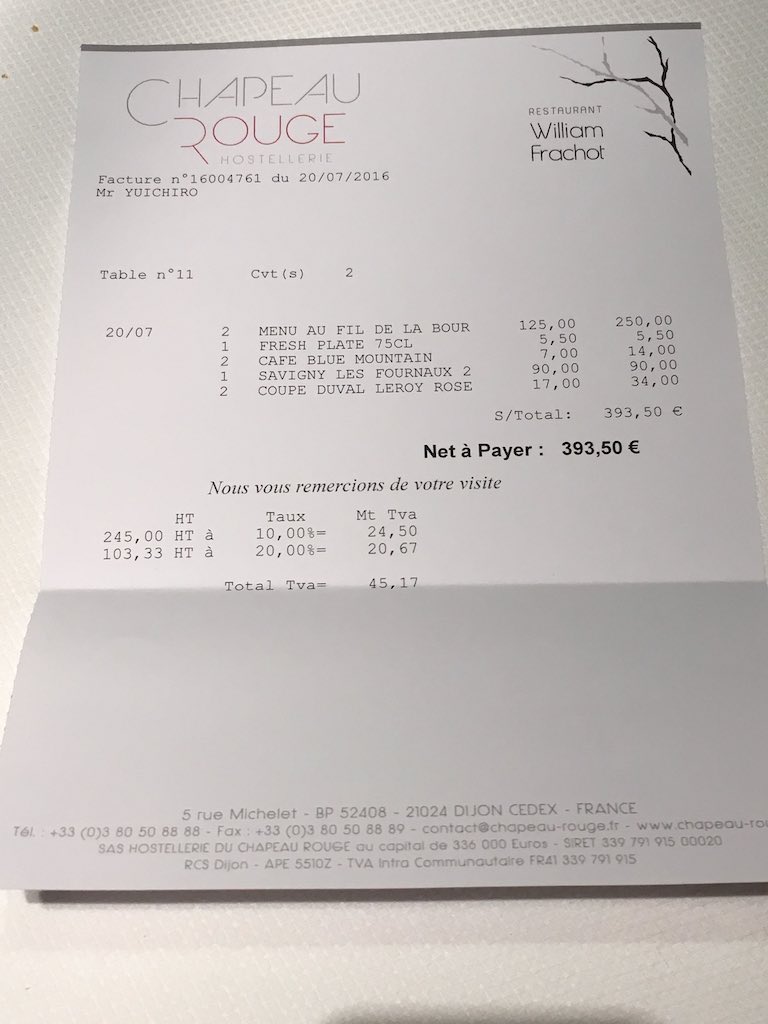 CHAPEAU
ROUGE
HOSTELLERIE
RESTAURANT
William
Frachot
Facture n°16004761 du 20/07/2016
Mr YUICHIRO
Table n°11 Cvt(s) 2
20/07 2 MENU AU FIL DE LA BOUR 125,00 250,00
1 FRESH PLATE 75CL 5,50 5,50
2 CAFE BLUE MOUNTAIN 7,00 14,00
1 SAVIGNY LES FOURNAUX 2 90,00 90,00
2 COUPE DUVAL LEROY ROSE 17,00 34,00
S/Total: 393,50 €
Net à Payer : 393,50 €
Nous vous remercions de votre visite
HT Taux Mt Tva
245,00 HT à 10,00%= 24,50
103,33 HT à 20,00%= 20,67
Total Tva= 45,17
5 rue Michelet - BP 52408 - 21024 DIJON CEDEX - FRANCE
Tél. : +33 (0)3 80 50 88 88 - Fax : +33 (0)3 80 50 88 89 - contact@chapeau-rouge.fr - www.chapeau-rou
SAS HOSTELLERIE DU CHAPEAU ROUGE au capital de 336 000 Euros - SIRET 339 791 915 00020
RCS Dijon - APE 5510Z - TVA Intra Communautaire FR41 339 791 915